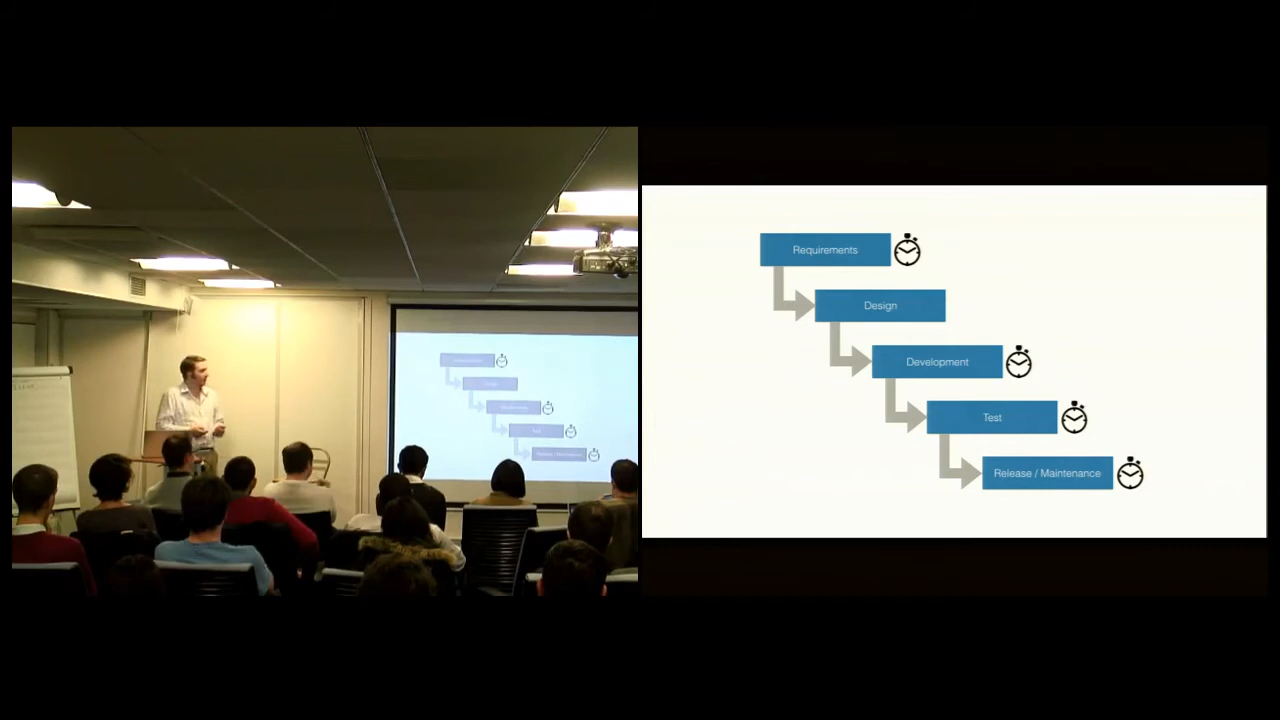 Requirements
Design
Development
Test
Release / Maintenance